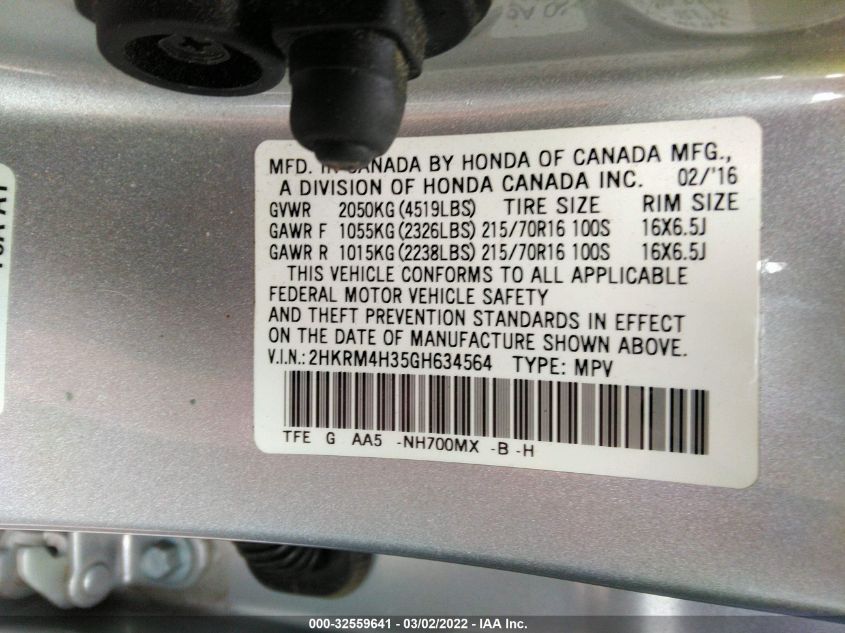 MFD. IN CANADA BY HONDA OF CANADA MFG.,
A DIVISION OF HONDA CANADA INC. 02/'16
GVWR 2050KG (4519LBS) TIRE SIZE RIM SIZE
GAWR F 1055KG (2326LBS) 215/70R16 100S 16X6.5J
GAWR R 1015KG (2238LBS) 215/70R16 100S 16X6.5J
THIS VEHICLE CONFORMS TO ALL APPLICABLE
FEDERAL MOTOR VEHICLE SAFETY
AND THEFT PREVENTION STANDARDS IN EFFECT
ON THE DATE OF MANUFACTURE SHOWN ABOVE.
V.I.N.: 2HKRM4H35GH634564 TYPE: MPV
TFE G AA5 -NH700MX -B -H
000-32559641 - 03/02/2022 - IAA Inc.